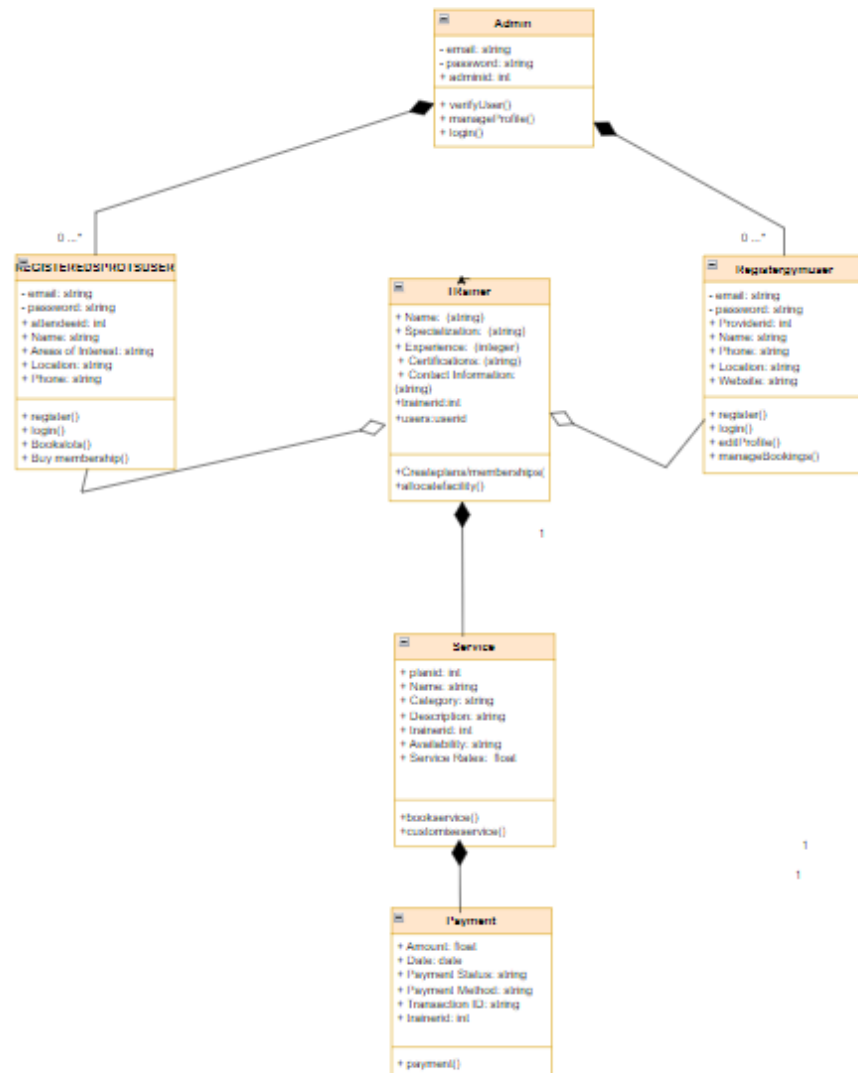 Admin
- email: string
- password: string
+ adminid: int
+ verifyUser()
+ manageProfile()
+ login()
0 ...*
0 ...*
REGISTEREDSPROTSUSER
- email: string
- password: string
+ attendeeid: int
+ Name: string
+ Areas of Interest: string
+ Location: string
+ Phone: string
+ register()
+ login()
+ Bookslots()
+ Buy membership()
TRainer
+ Name: (string)
+ Specialization: (string)
+ Experience: (integer)
+ Certifications: (string)
+ Contact Information:
(string)
+trainerid:int
+users:userid
+Createplans/memberships(
+allocatefacility()
Registergymuser
- email: string
- password: string
+ Providerid: int
+ Name: string
+ Phone: string
+ Location: string
+ Website: string
+ register()
+ login()
+ editProfile()
+ manageBookings()
1
Service
+ planid: int
+ Name: string
+ Category: string
+ Description: string
+ trainerid: int
+ Availability: string
+ Service Rates: float
+bookservice()
+customiseservice()
1
1
Payment
+ Amount: float
+ Date: date
+ Payment Status: string
+ Payment Method: string
+ Transaction ID: string
+ trainerid: int
+ payment()